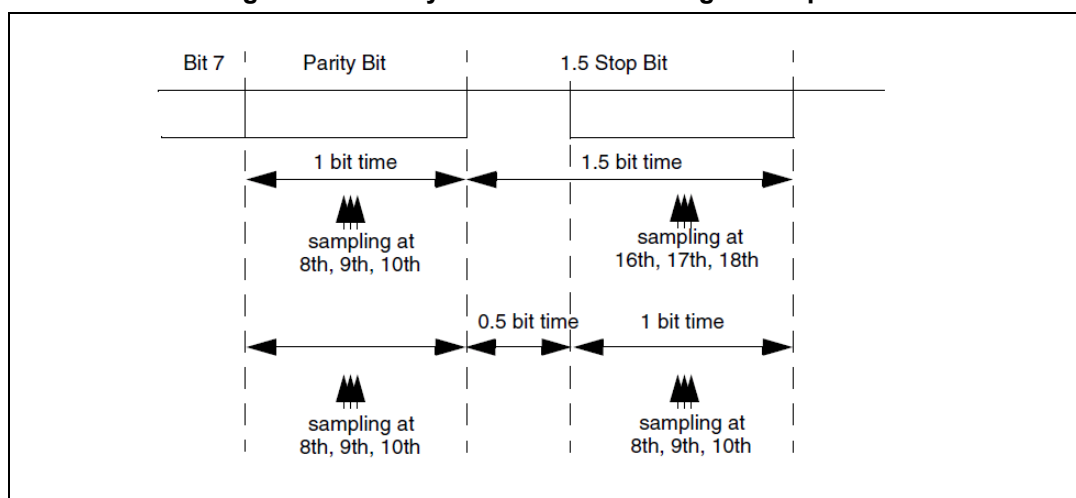 Bit 7 Parity Bit 1.5 Stop Bit
1 bit time 1.5 bit time
sampling at
8th, 9th, 10th
sampling at
16th, 17th, 18th
0.5 bit time 1 bit time
sampling at
8th, 9th, 10th
sampling at
8th, 9th, 10th